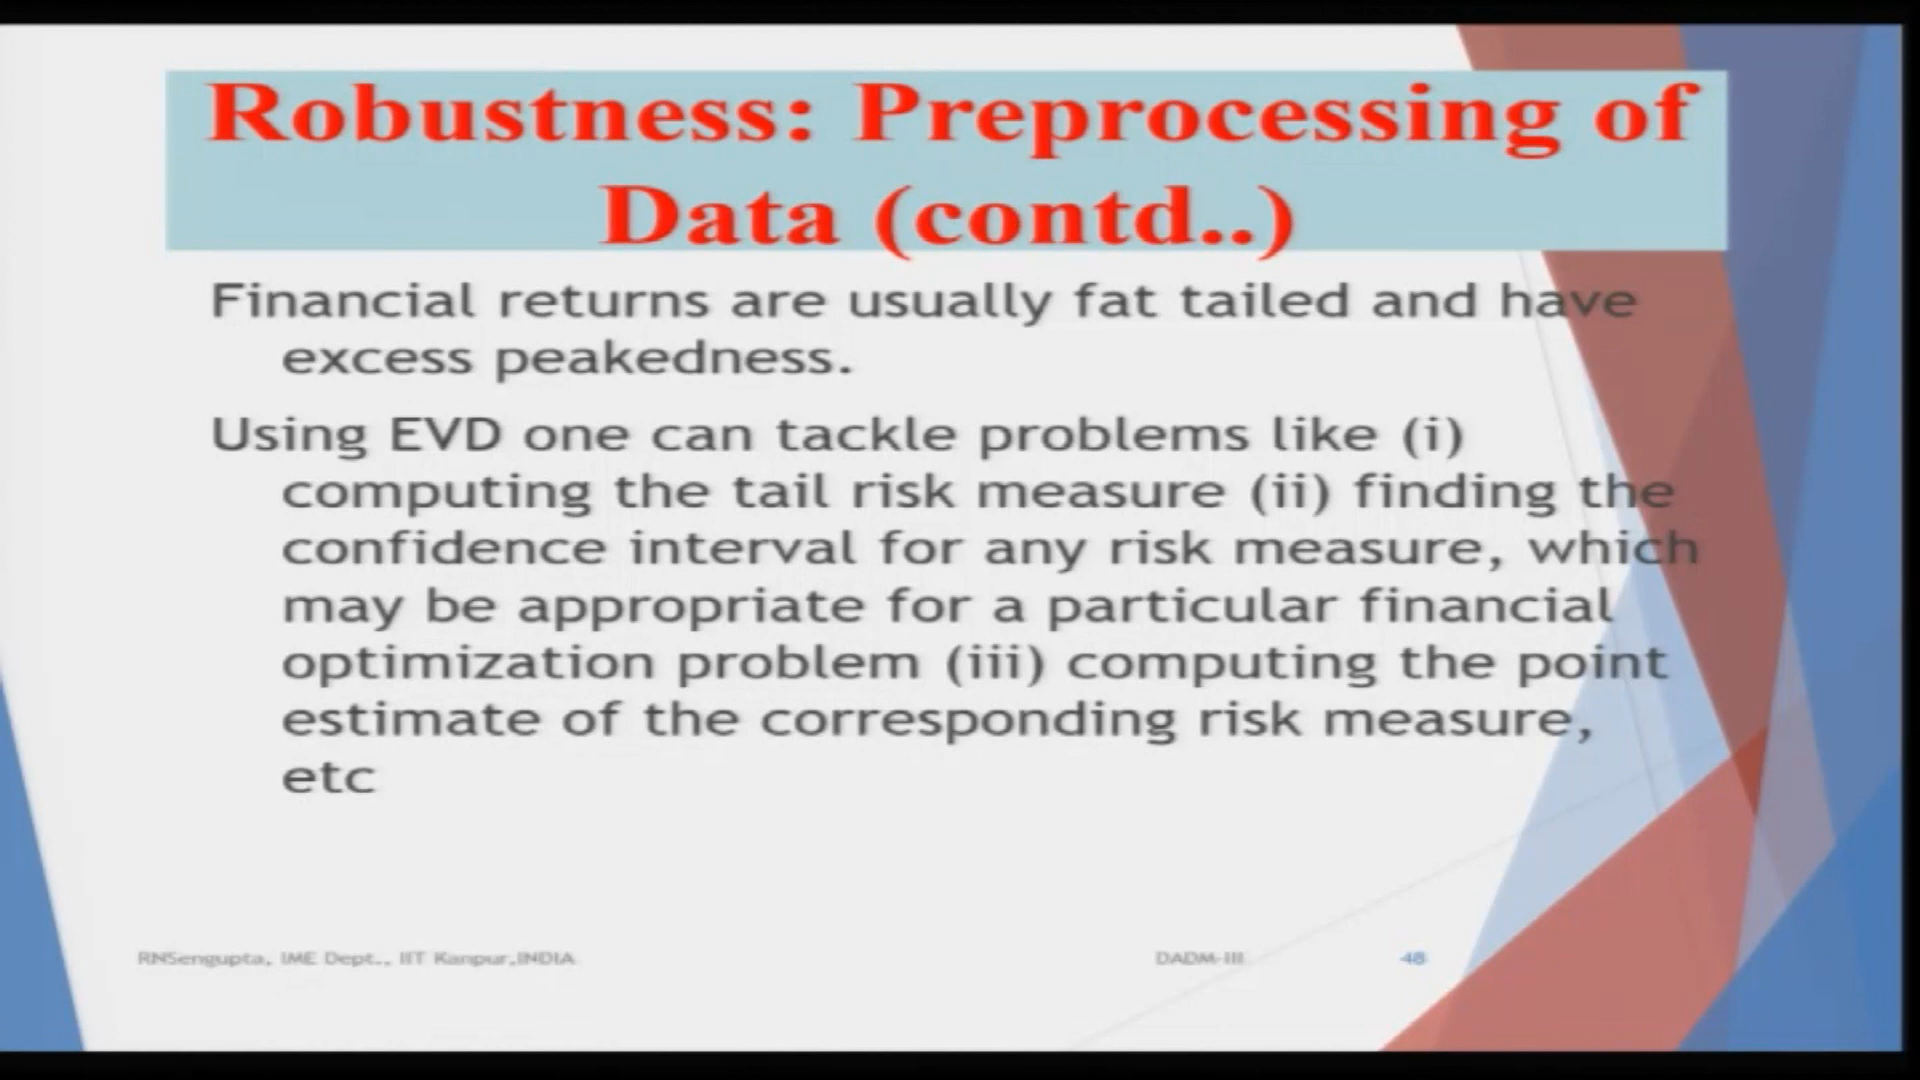 Robustness: Preprocessing of
Data (contd..)
Financial returns are usually fat tailed and have
excess peakedness.
Using EVD one can tackle problems like (i)
computing the tail risk measure (ii) finding the
confidence interval for any risk measure, which
may be appropriate for a particular financial
optimization problem (iii) computing the point
estimate of the corresponding risk measure,
etc
RNSengupta, IME Dept., IIT Kanpur,INDIA
DADM-III
48